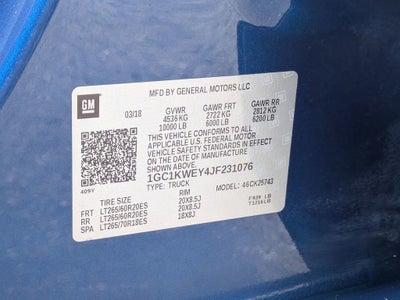 GM
MFD BY GENERAL MOTORS LLC
03/18 GVWR GAWR FRT GAWR RR
4536 KG 2722 KG 2812 KG
10000 LB 6000 LB 6200 LB
THIS VEHICLE CONFORMS TO ALL
APPLICABLE U.S. FEDERAL MOTOR
VEHICLE SAFETY STANDARDS IN EFFECT
ON THE DATE OF MANUFACTURE SHOWN ABOVE.
1GC1KWEY4JF231076
TYPE: TRUCK MODEL: 46CK25743
409V
RIM
FRT LT265/60R20ES 20X8.5J
RR LT265/60R20ES 20X8.5J
SPA LT265/70R18ES 18X8J